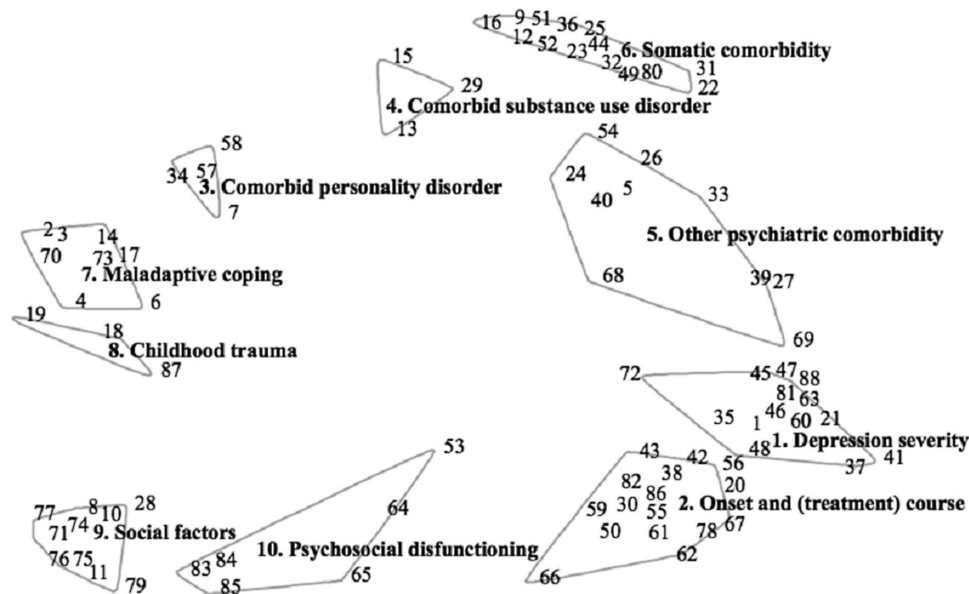 16 9 51 36 25
12 52 23 44 6. Somatic comorbidity
32 49 80 31
22
15
29
4. Comorbid substance use disorder
13
54
58 26
34 57 24 5 33
3. Comorbid personality disorder
40
7
2 3 14 5. Other psychiatric comorbidity
70 73 17
7. Maladaptive coping 68 39 27
4 6
19 18 69
8. Childhood trauma
87 72 45 47 88
81 63
35 46 60 21
1
1. Depression severity
53 43 42 48 37 41
56
82 38 20
77 8 10 28 64 59 30 86 2. Onset and (treatment) course
71 74 9. Social factors 50 55 67
61 78
10. Psychosocial disfunctioning
76 75 84 62
11 83 65 66
79 85